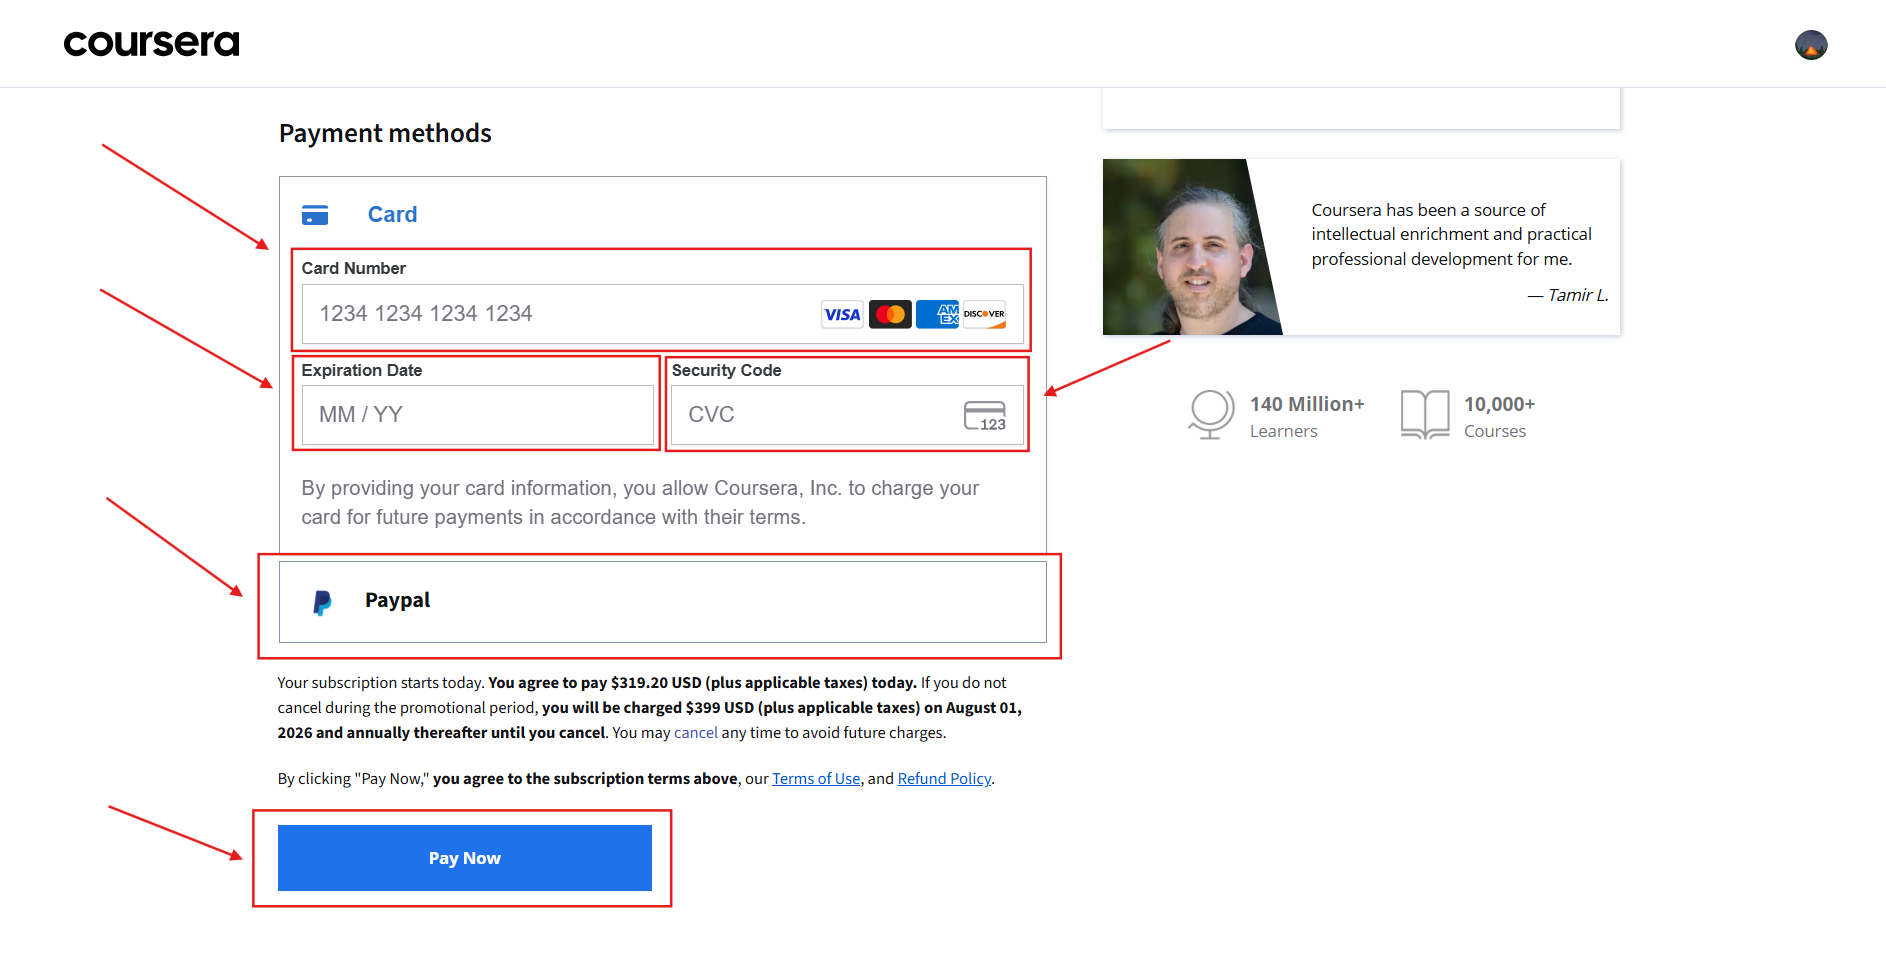 coursera
Payment methods
Card
Card Number
1234 1234 1234 1234
VISA
AM
EX
DISCOVER
Expiration Date
Security Code
MM / YY
CVC
123
By providing your card information, you allow Coursera, Inc. to charge your
card for future payments in accordance with their terms.
Paypal
Your subscription starts today. You agree to pay $319.20 USD (plus applicable taxes) today. If you do not
cancel during the promotional period, you will be charged $399 USD (plus applicable taxes) on August 01,
2026 and annually thereafter until you cancel. You may cancel any time to avoid future charges.
By clicking "Pay Now," you agree to the subscription terms above, our Terms of Use, and Refund Policy.
Pay Now
Coursera has been a source of
intellectual enrichment and practical
professional development for me.
— Tamir L.
140 Million+
Learners
10,000+
Courses